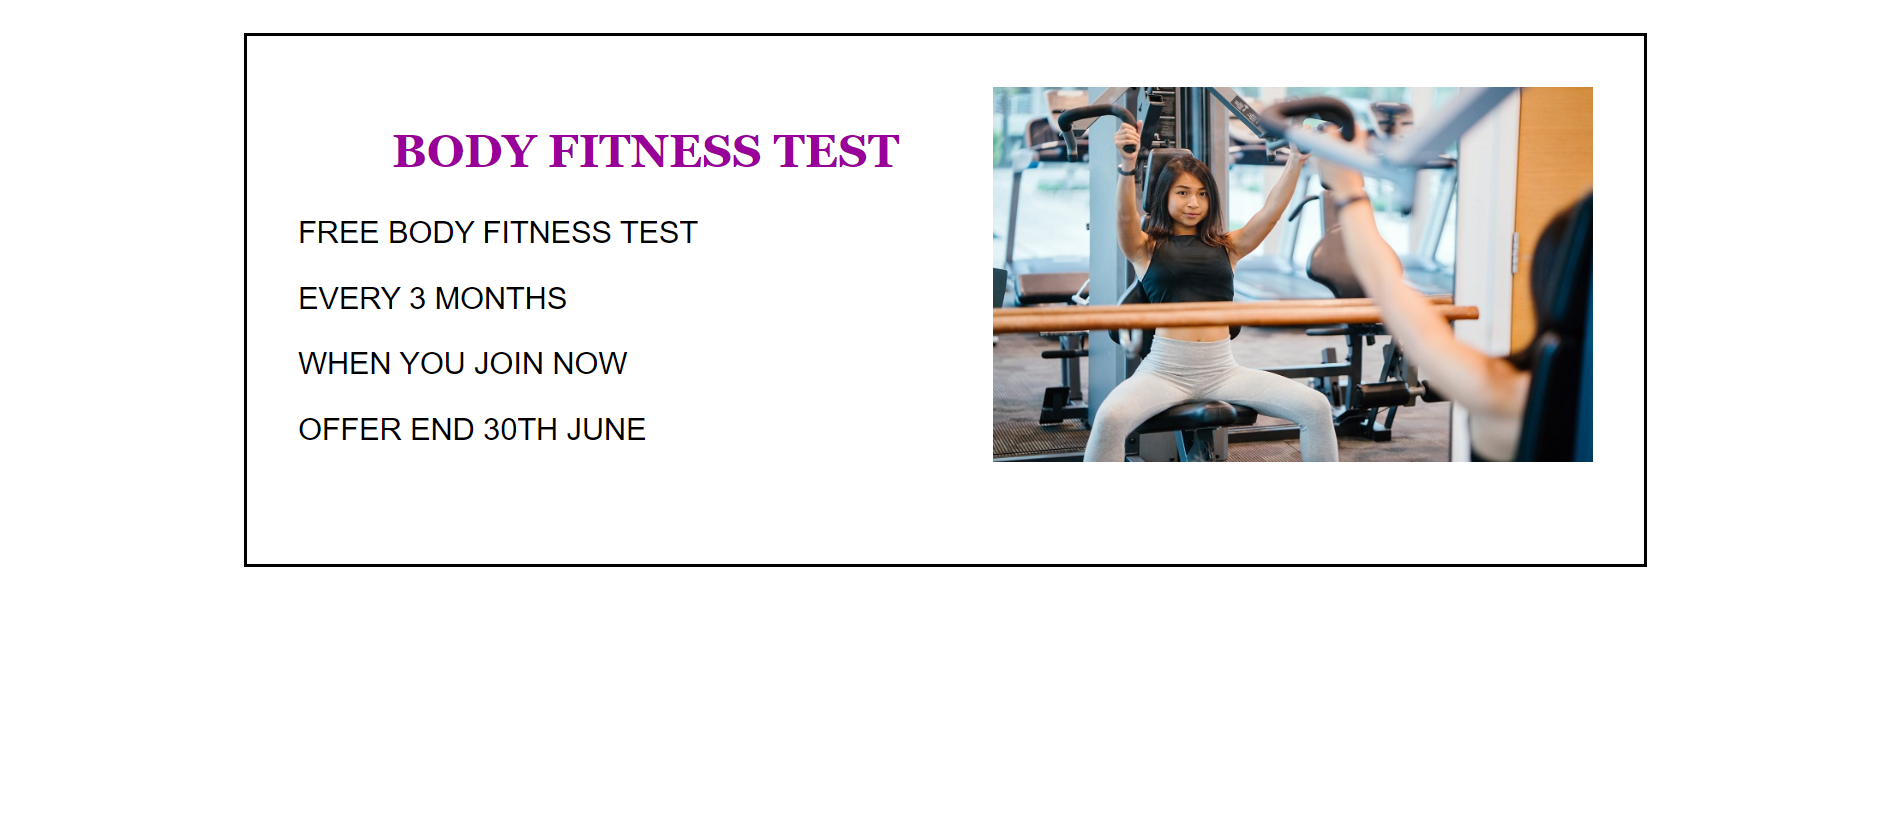 BODY FITNESS TEST
FREE BODY FITNESS TEST
EVERY 3 MONTHS
WHEN YOU JOIN NOW
OFFER END 30TH JUNE